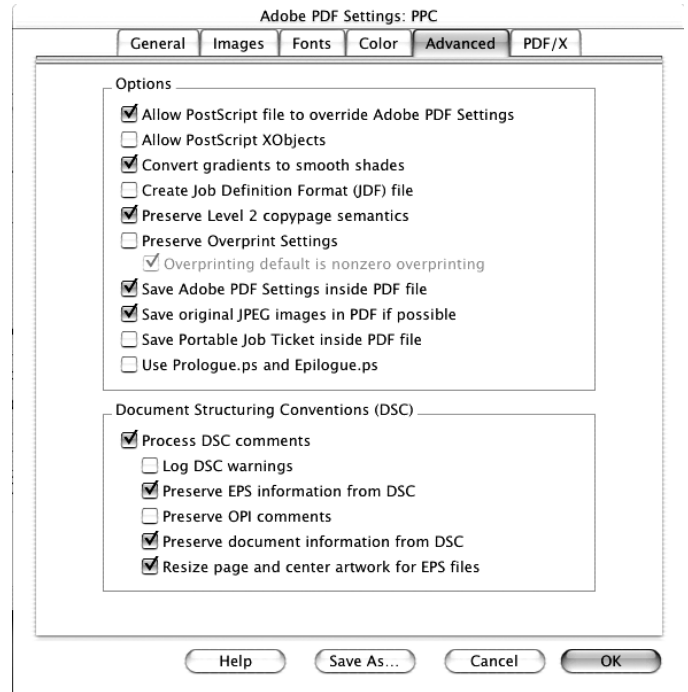 Adobe PDF Settings: PPC
General Images Fonts Color Advanced PDF/X
Options
Allow PostScript file to override Adobe PDF Settings
Allow PostScript XObjects
Convert gradients to smooth shades
Create Job Definition Format (JDF) file
Preserve Level 2 copypage semantics
Preserve Overprint Settings
Overprinting default is nonzero overprinting
Save Adobe PDF Settings inside PDF file
Save original JPEG images in PDF if possible
Save Portable Job Ticket inside PDF file
Use Prologue.ps and Epilogue.ps
Document Structuring Conventions (DSC)
Process DSC comments
Log DSC warnings
Preserve EPS information from DSC
Preserve OPI comments
Preserve document information from DSC
Resize page and center artwork for EPS files
Help Save As... Cancel OK